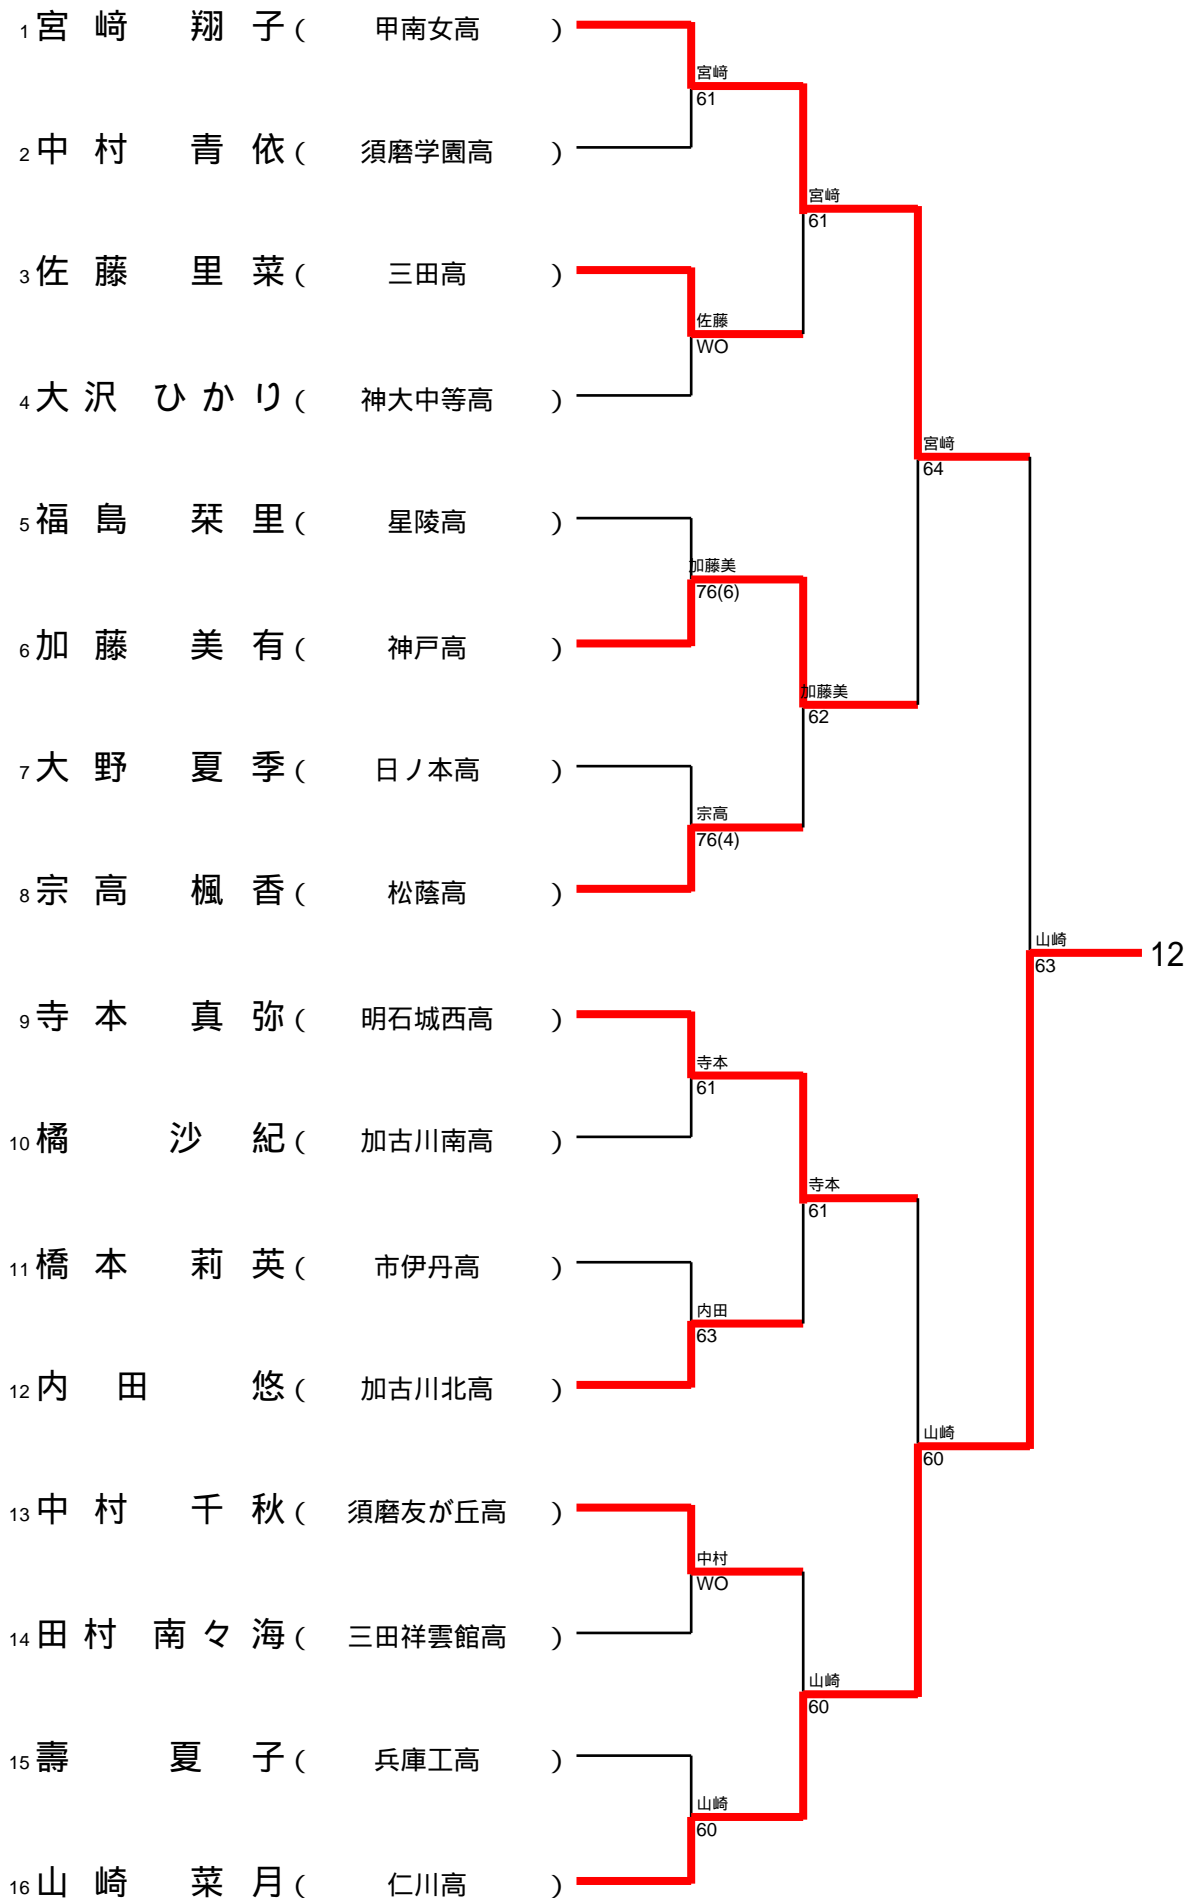 1 宮﨑 翔子 ( 甲南女高 )
宮﨑
61
2 中村 青依 ( 須磨学園高 )
宮﨑
61
3 佐藤 里菜 ( 三田高 )
佐藤
WO
4 大沢 ひかり ( 神大中等高 )
宮﨑
64
5 福島 栞里 ( 星陵高 )
加藤美
76(6)
6 加藤 美有 ( 神戸高 )
加藤美
62
7 大野 夏季 ( 日ノ本高 )
宗高
76(4)
8 宗高 楓香 ( 松蔭高 )
山崎
63
12
9 寺本 真弥 ( 明石城西高 )
寺本
61
10 橘 沙紀 ( 加古川南高 )
寺本
61
11 橋本 莉英 ( 市伊丹高 )
内田
63
12 内田 悠 ( 加古川北高 )
山崎
60
13 中村 千秋 ( 須磨友が丘高 )
中村
WO
14 田村 南々海 ( 三田祥雲館高 )
山崎
60
15 壽 夏子 ( 兵庫工高 )
山崎
60
16 山崎 菜月 ( 仁川高 )